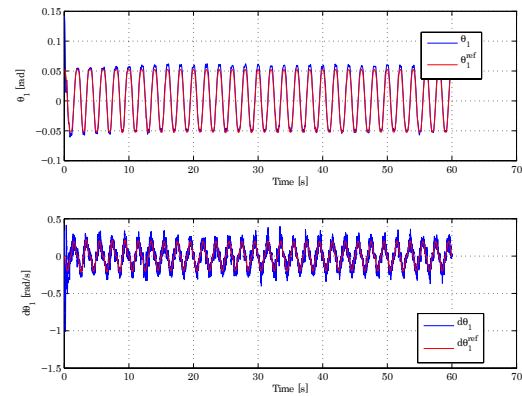 0.15
0.1
0.05
0
−0.05
−0.1
θ1 [rad]
0 10 20 30 40 50 60 70
Time [s]
θ1
θ1ref
0.5
0
−0.5
−1
−1.5
dθ1 [rad/s]
0 10 20 30 40 50 60 70
Time [s]
dθ1
dθ1ref